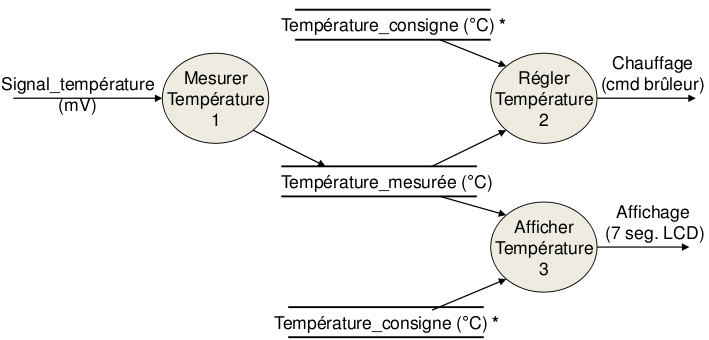 Température_consigne (°C) *
Signal_température
(mV)
Mesurer
Température
1
Régler
Température
2
Chauffage
(cmd brûleur)
Température_mesurée (°C)
Afficher
Température
3
Affichage
(7 seg. LCD)
Température_consigne (°C) *